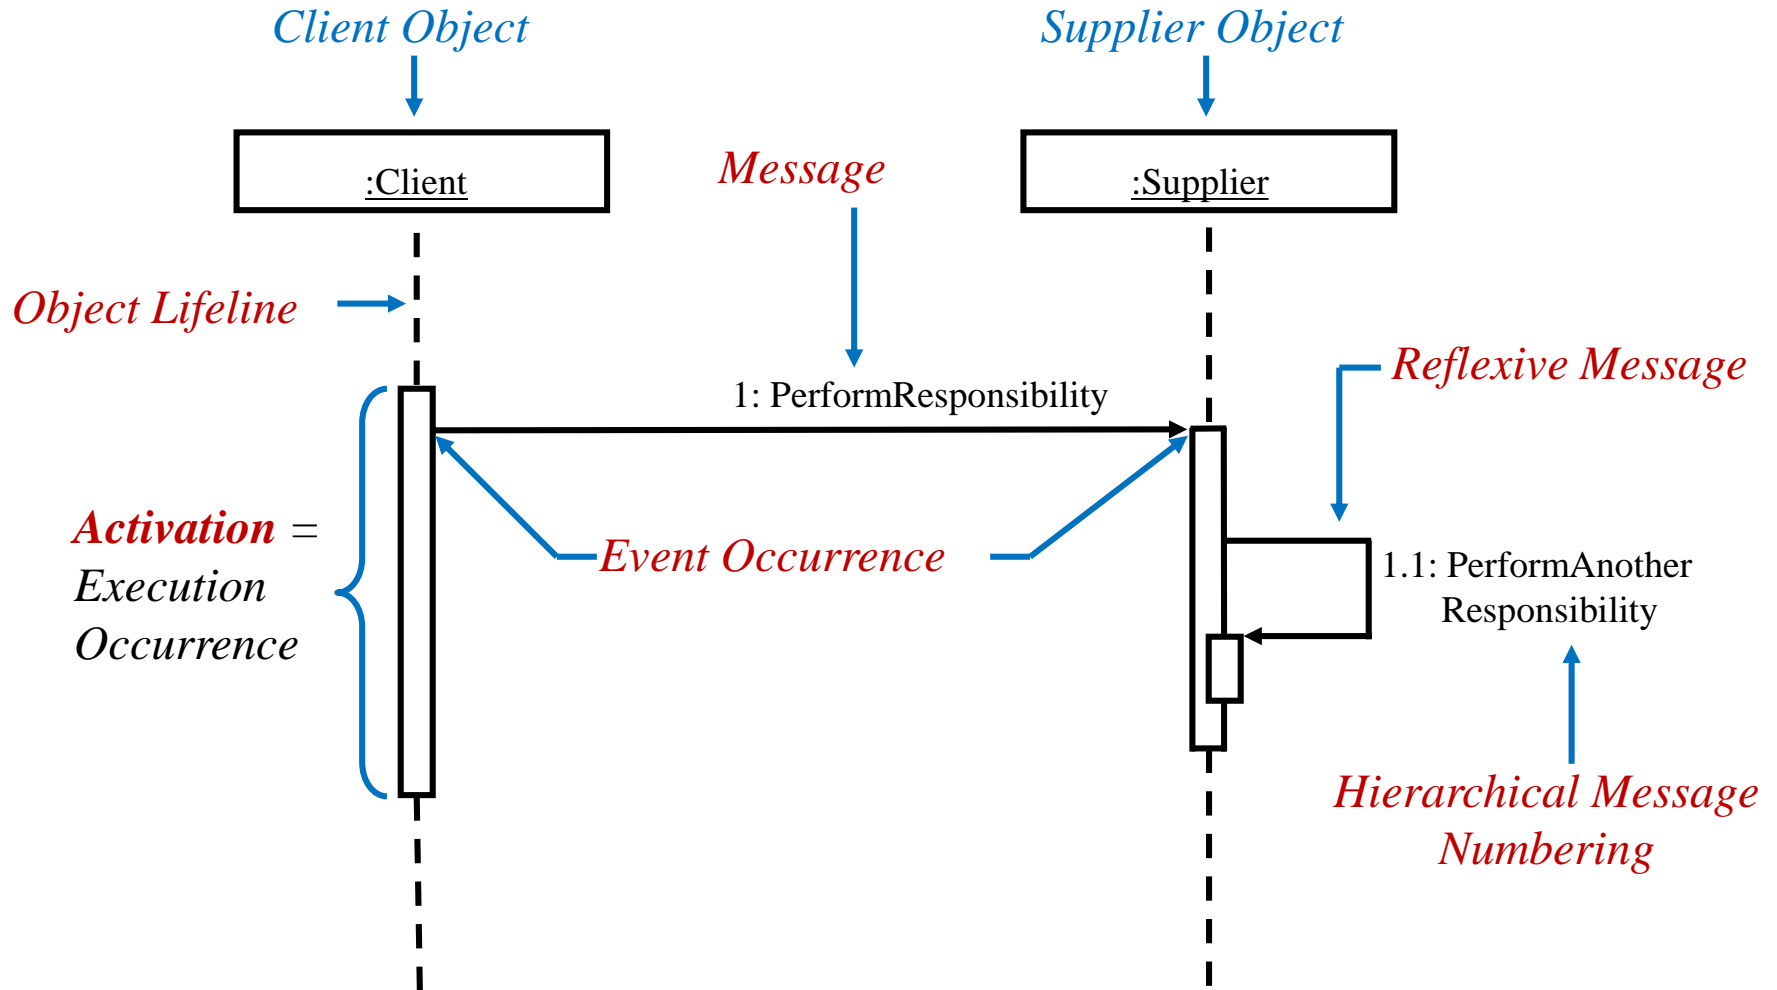 Client Object
Supplier Object
:Client
Message
:Supplier
Object Lifeline
Reflexive Message
1: PerformResponsibility
Activation =
Execution
Occurrence
Event Occurrence
1.1: PerformAnother
Responsibility
Hierarchical Message
Numbering